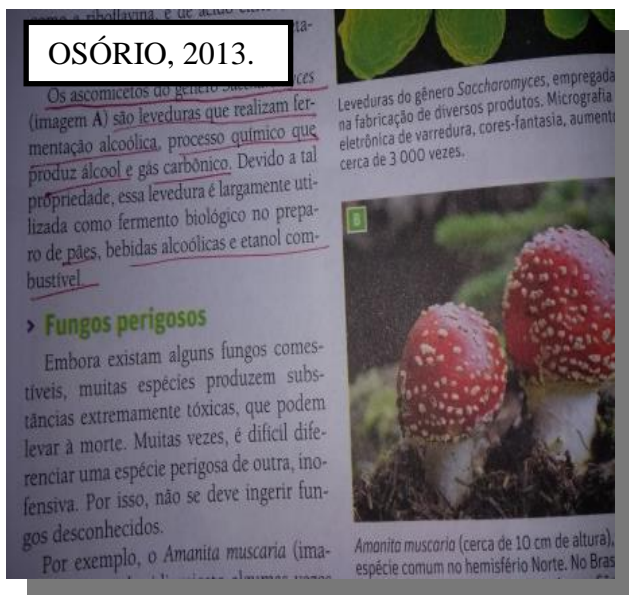 OSÓRIO, 2013.
como a riboflavina, e de ácido
Os ascomicetos do gênero Saccharomyces
(imagem A) são leveduras que realizam fer-
mentação alcoólica, processo químico que
produz álcool e gás carbônico. Devido a tal
propriedade, essa levedura é largamente uti-
lizada como fermento biológico no prepa-
ro de pães, bebidas alcoólicas e etanol com-
bustível.
> Fungos perigosos
Embora existam alguns fungos comes-
tíveis, muitas espécies produzem subs-
tâncias extremamente tóxicas, que podem
levar à morte. Muitas vezes, é difícil dife-
renciar uma espécie perigosa de outra, ino-
fensiva. Por isso, não se deve ingerir fun-
gos desconhecidos.
Por exemplo, o Amanita muscaria (ima-
Leveduras do gênero Saccharomyces, empregada
na fabricação de diversos produtos. Micrografia
eletrônica de varredura, cores-fantasia, aument
cerca de 3 000 vezes.
B
Amanita muscaria (cerca de 10 cm de altura),
espécie comum no hemisfério Norte. No Bras